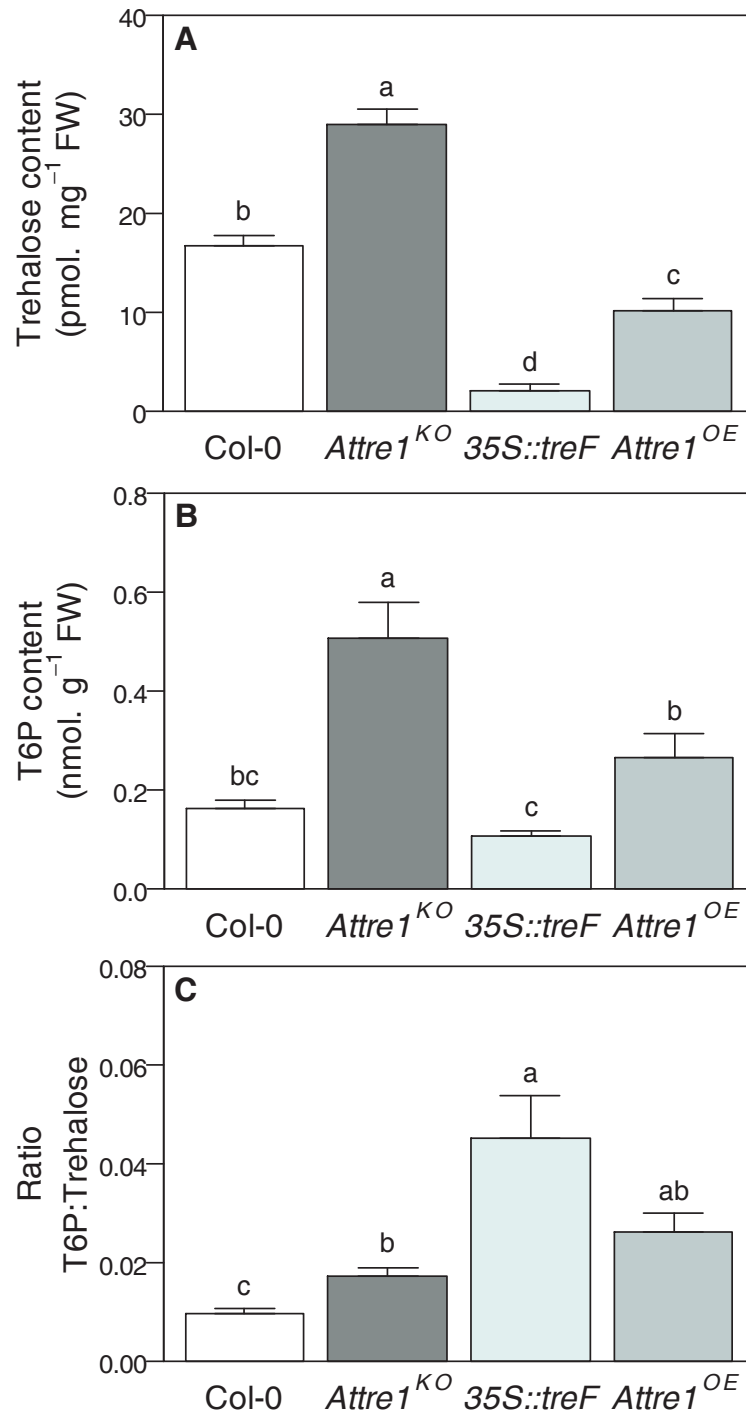 A
Trehalose content
(pmol. mg⁻¹ FW)
40
30
20
10
0
b
a
d
c
Col-0 Attre1ᴷᴼ 35S::treF Attre1ᴼᴱ
B
T6P content
(nmol. g⁻¹ FW)
0.8
0.6
0.4
0.2
0.0
bc
a
c
b
Col-0 Attre1ᴷᴼ 35S::treF Attre1ᴼᴱ
C
Ratio
T6P:Trehalose
0.08
0.06
0.04
0.02
0.00
c
b
a
ab
Col-0 Attre1ᴷᴼ 35S::treF Attre1ᴼᴱ